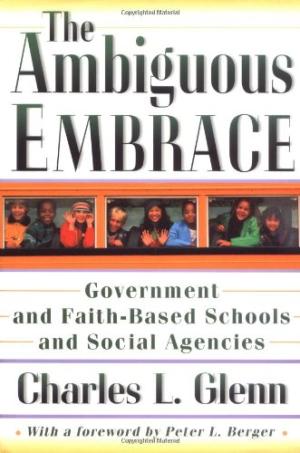 The
Ambiguous
EMBRACE
Government
and Faith-Based Schools
and Social Agencies
Charles L. Glenn
• With a foreword by Peter L. Berger •